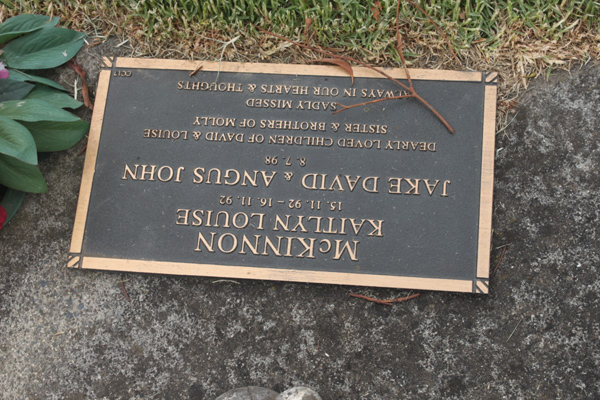 McKINNON
KAITLYN LOUISE
15. 11. 92 - 16. 11. 92
JAKE DAVID & ANGUS JOHN
8. 7. 98
DEARLY LOVED CHILDREN OF DAVID & LOUISE
SISTER & BROTHERS OF MOLLY
SADLY MISSED
ALWAYS IN OUR HEARTS & THOUGHTS